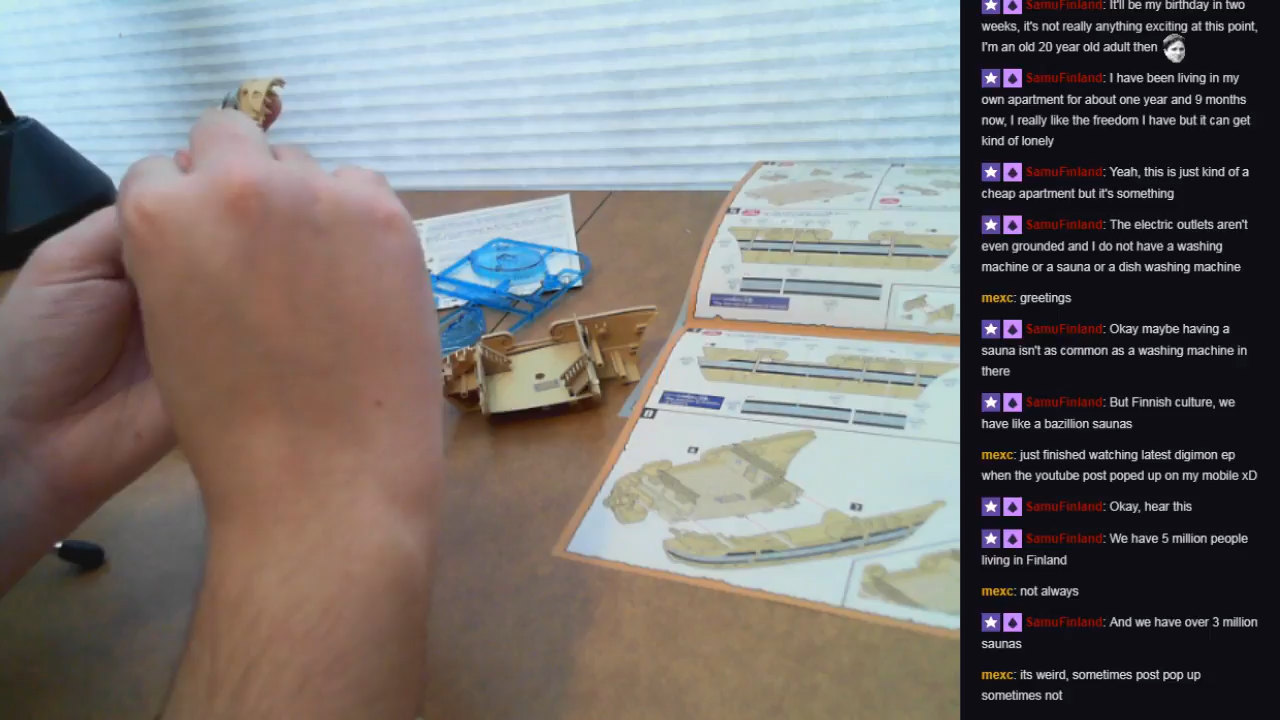 SamuFinland: It'll be my birthday in two
weeks, it's not really anything exciting at this point,
I'm an old 20 year old adult then
SamuFinland: I have been living in my
own apartment for about one year and 9 months
now, I really like the freedom I have but it can get
kind of lonely
SamuFinland: Yeah, this is just kind of a
cheap apartment but it's something
SamuFinland: The electric outlets aren't
even grounded and I do not have a washing
machine or a sauna or a dish washing machine
mexc: greetings
SamuFinland: Okay maybe having a
sauna isn't as common as a washing machine in
there
SamuFinland: But Finnish culture, we
have like a bazillion saunas
mexc: just finished watching latest digimon ep
when the youtube post poped up on my mobile xD
SamuFinland: Okay, hear this
SamuFinland: We have 5 million people
living in Finland
mexc: not always
SamuFinland: And we have over 3 million
saunas
mexc: its weird, sometimes post pop up
sometimes not